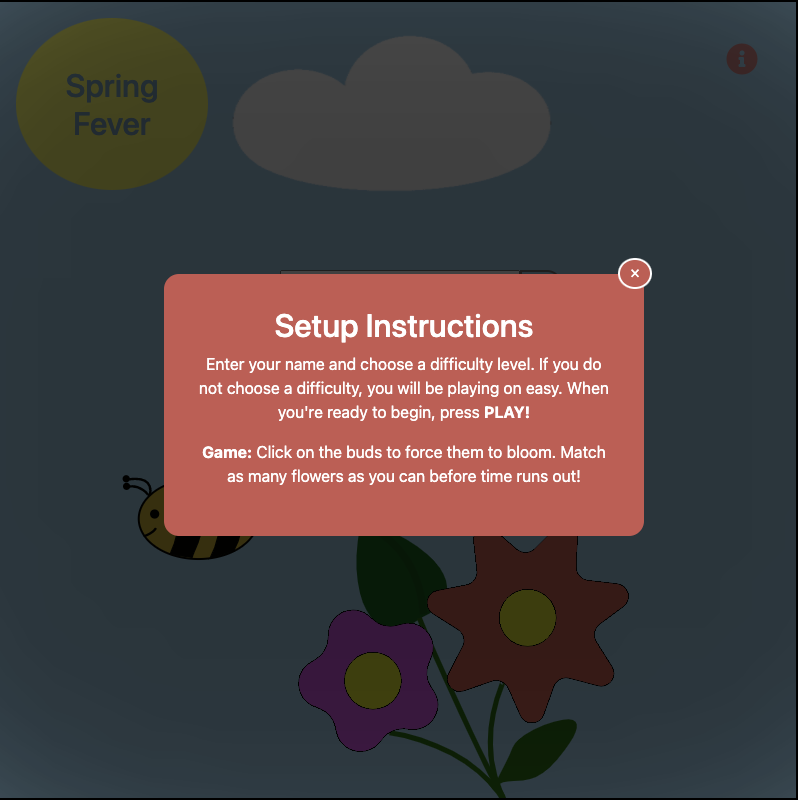 Spring
Fever
Setup Instructions
Enter your name and choose a difficulty level. If you do
not choose a difficulty, you will be playing on easy. When
you're ready to begin, press PLAY!
Game: Click on the buds to force them to bloom. Match
as many flowers as you can before time runs out!